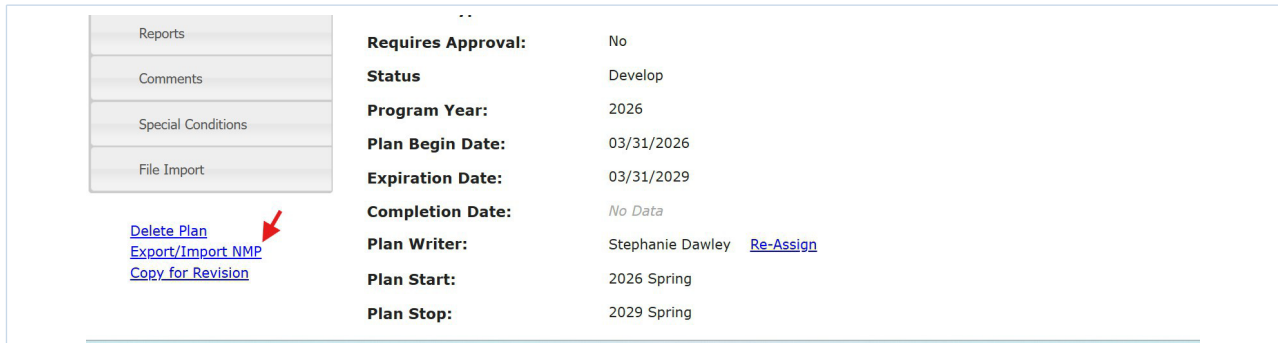 Reports
Comments
Special Conditions
File Import
Delete Plan
Export/Import NMP
Copy for Revision
Requires Approval: No
Status Develop
Program Year: 2026
Plan Begin Date: 03/31/2026
Expiration Date: 03/31/2029
Completion Date: No Data
Plan Writer: Stephanie Dawley Re-Assign
Plan Start: 2026 Spring
Plan Stop: 2029 Spring